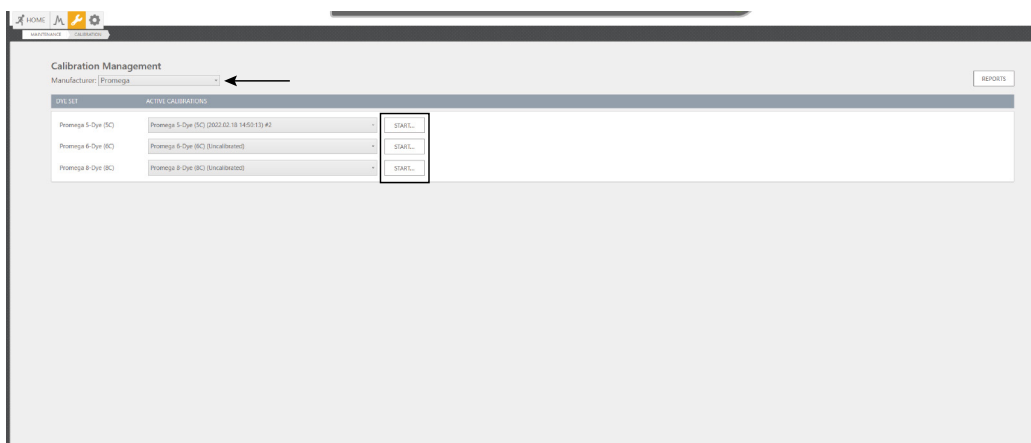 HOME
MAINTENANCE CALIBRATION
Calibration Management
Manufacturer: Promega
REPORTS
DYE SET ACTIVE CALIBRATIONS
Promega 5-Dye (5C) Promega 5-Dye (5C) (2022.02.18 14:50:13) #2 START...
Promega 6-Dye (6C) Promega 6-Dye (6C) (Uncalibrated) START...
Promega 8-Dye (8C) Promega 8-Dye (8C) (Uncalibrated) START...